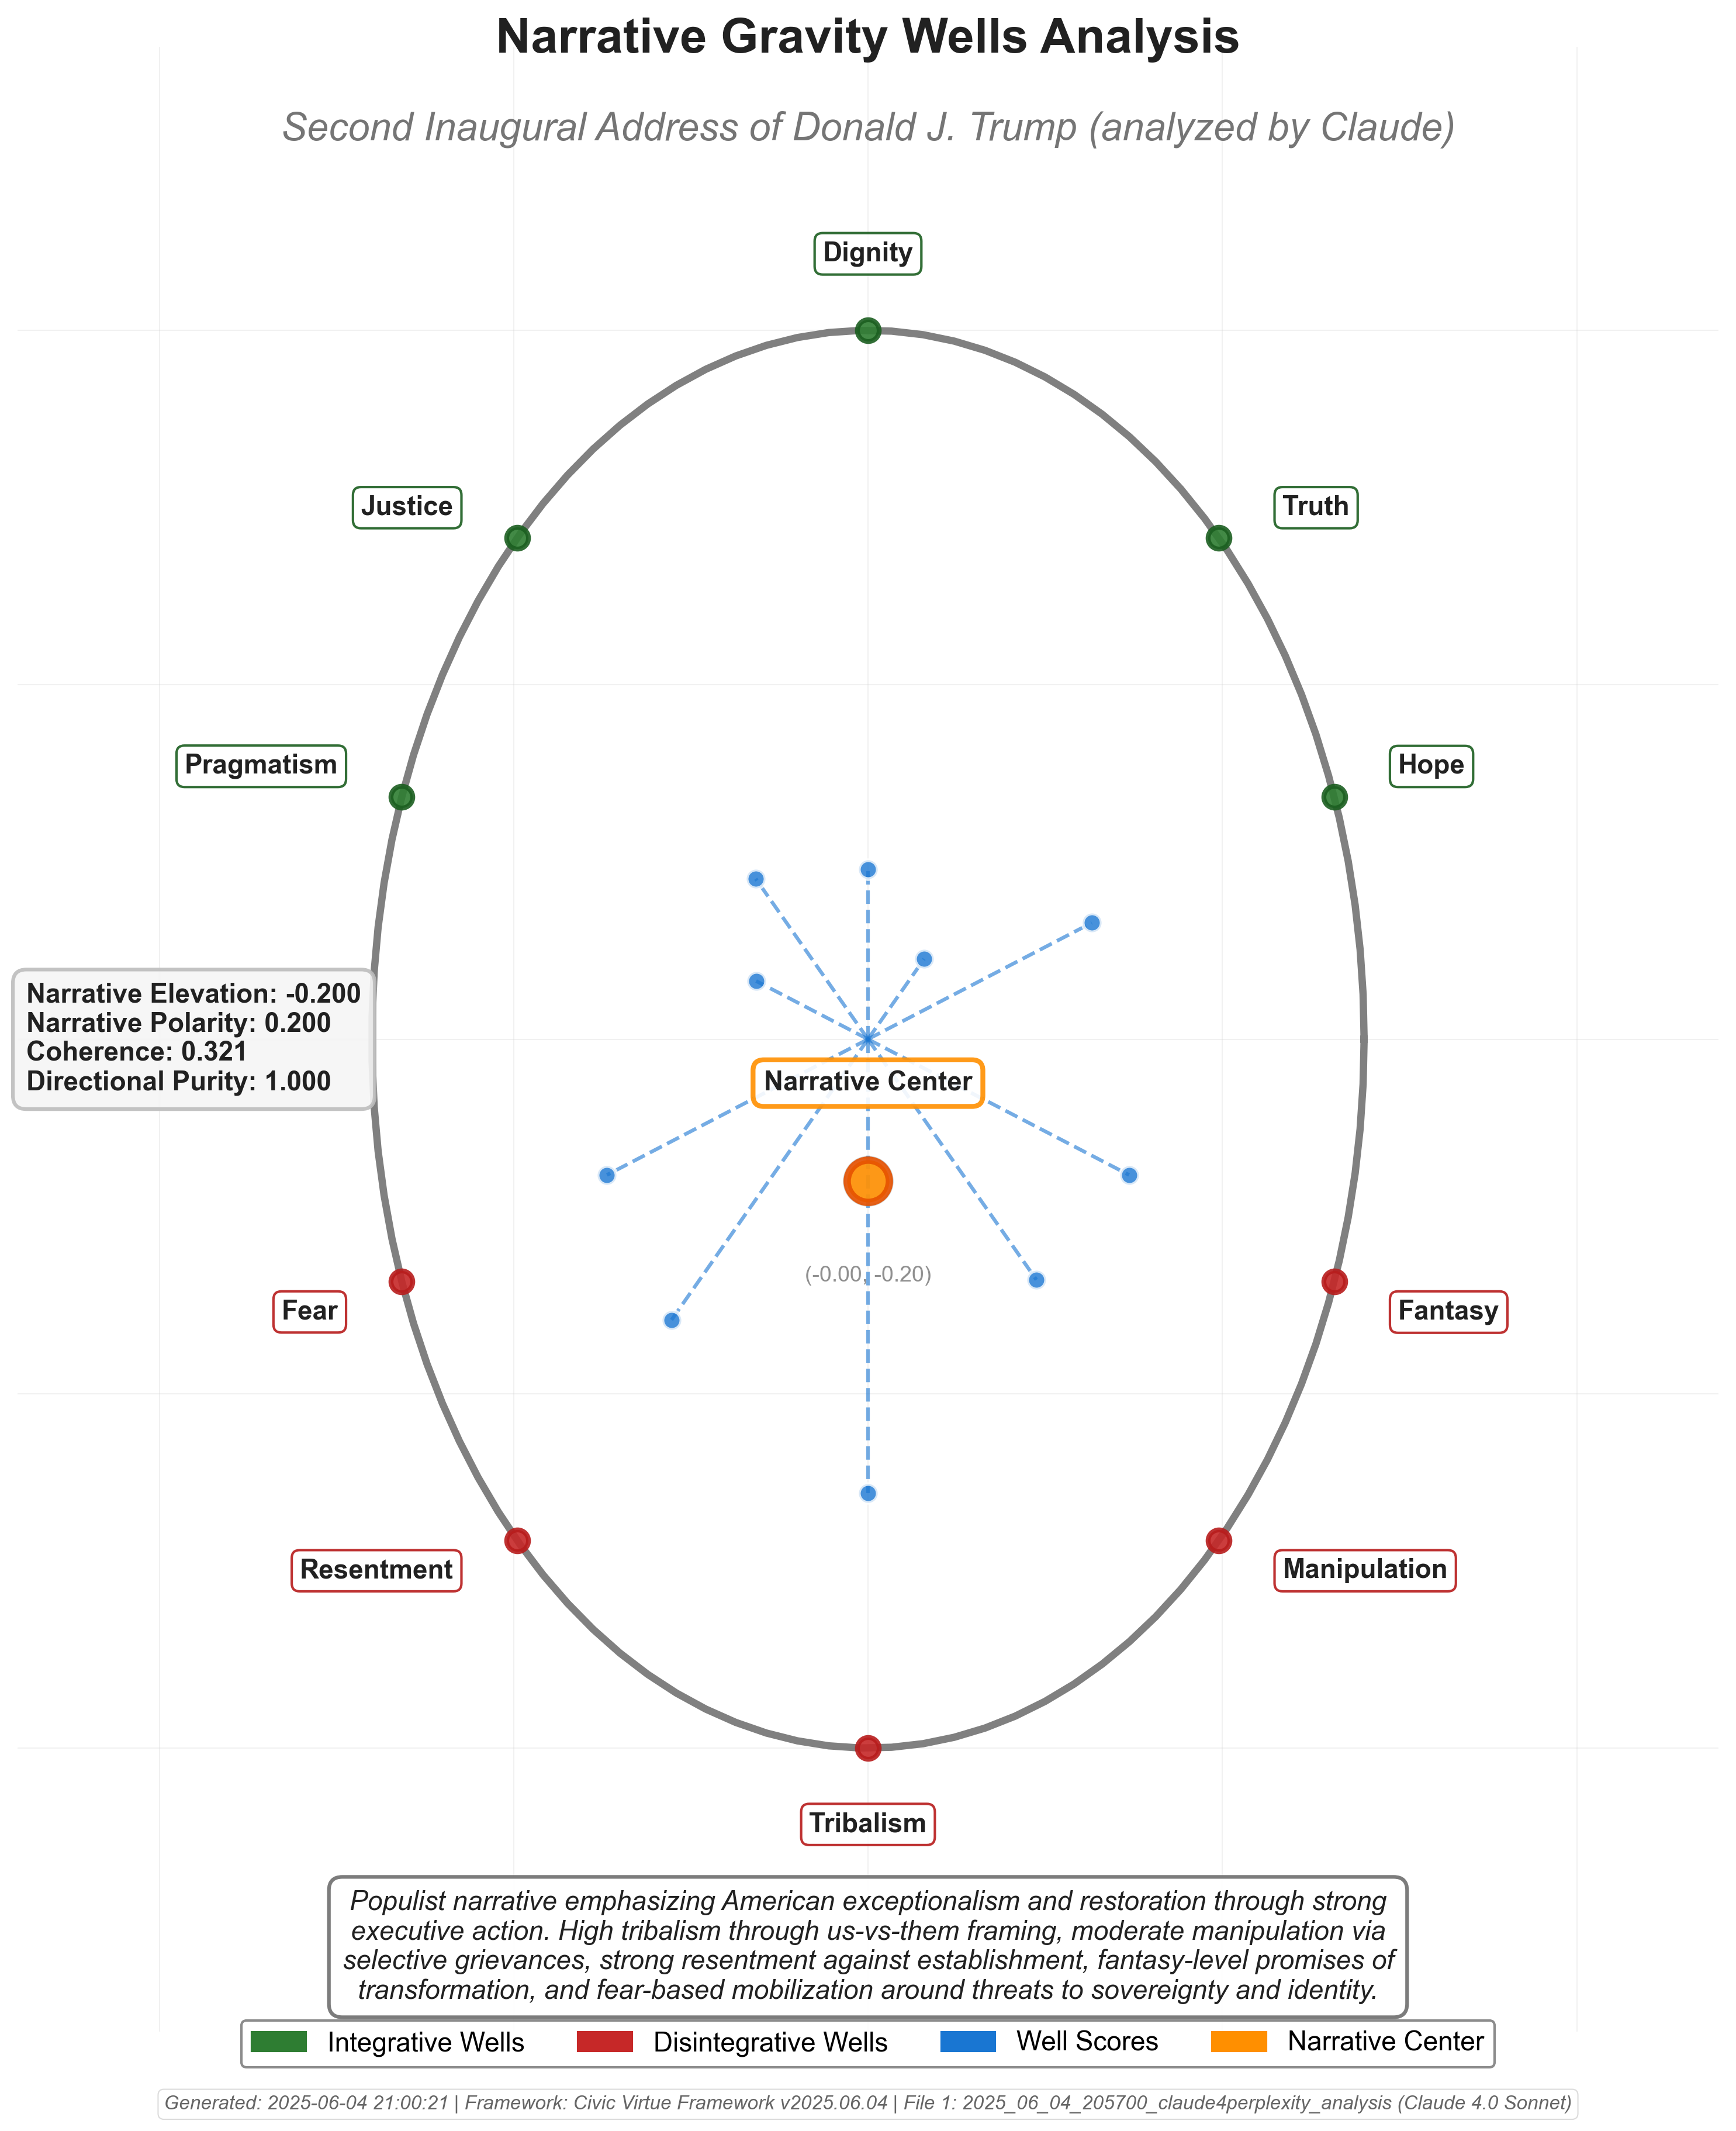 Narrative Gravity Wells Analysis
Second Inaugural Address of Donald J. Trump (analyzed by Claude)
Dignity
Justice
Truth
Pragmatism
Hope
Narrative Elevation: -0.200
Narrative Polarity: 0.200
Coherence: 0.321
Directional Purity: 1.000
Narrative Center
(-0.00, -0.20)
Fear
Fantasy
Resentment
Manipulation
Tribalism
Populist narrative emphasizing American exceptionalism and restoration through strong
executive action. High tribalism through us-vs-them framing, moderate manipulation via
selective grievances, strong resentment against establishment, fantasy-level promises of
transformation, and fear-based mobilization around threats to sovereignty and identity.
Integrative Wells
Disintegrative Wells
Well Scores
Narrative Center
Generated: 2025-06-04 21:00:21 | Framework: Civic Virtue Framework v2025.06.04 | File 1: 2025_06_04_205700_claude4perplexity_analysis (Claude 4.0 Sonnet)